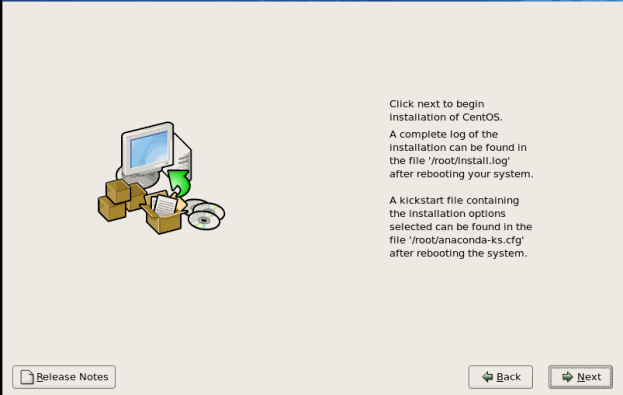 Click next to begin
installation of CentOS.
A complete log of the
installation can be found in
the file '/root/install.log'
after rebooting your system.
A kickstart file containing
the installation options
selected can be found in the
file '/root/anaconda-ks.cfg'
after rebooting the system.
Release Notes
Back
Next